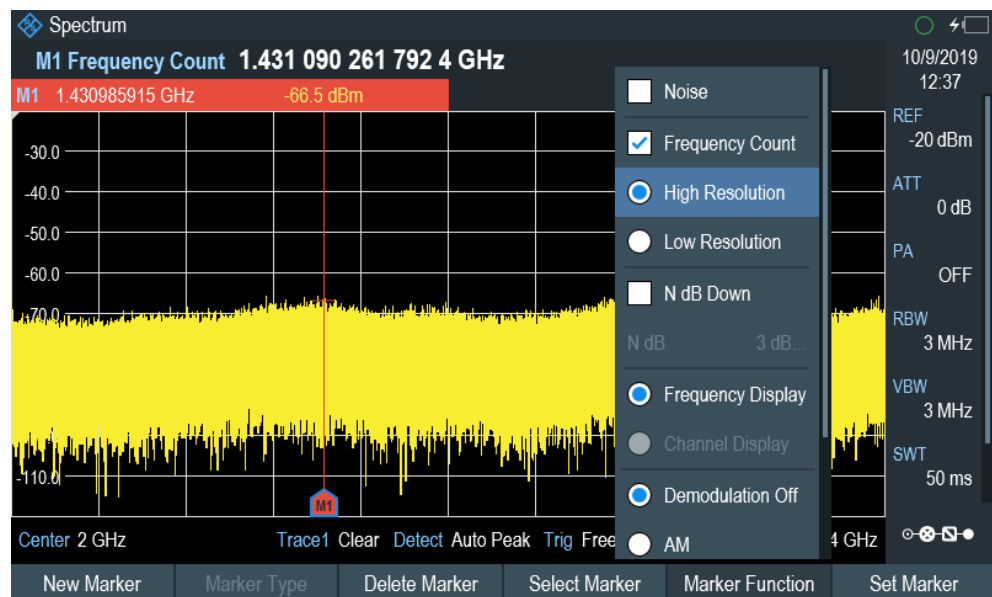 Spectrum
M1 Frequency Count 1.431 090 261 792 4 GHz
10/9/2019
12:37
M1 1.430985915 GHz -66.5 dBm
-30.0
-40.0
-50.0
-60.0
-70.0
-110.0
M1
Noise
Frequency Count
High Resolution
Low Resolution
N dB Down
N dB 3 dB...
Frequency Display
Channel Display
Demodulation Off
AM
REF
-20 dBm
ATT
0 dB
PA
OFF
RBW
3 MHz
VBW
3 MHz
SWT
50 ms
Center 2 GHz Trace1 Clear Detect Auto Peak Trig Free 4 GHz
New Marker Marker Type Delete Marker Select Marker Marker Function Set Marker